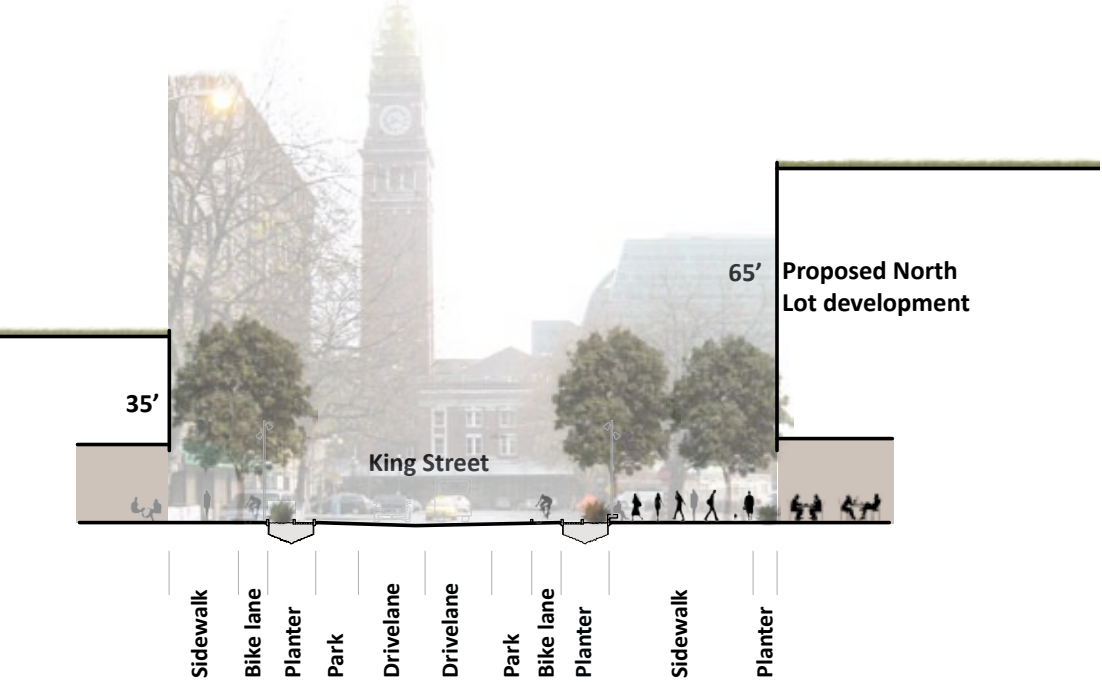 65’
Proposed North
Lot development
35’
King Street
Sidewalk
Bike lane
Planter
Park
Drivelane
Drivelane
Park
Bike lane
Planter
Sidewalk
Planter